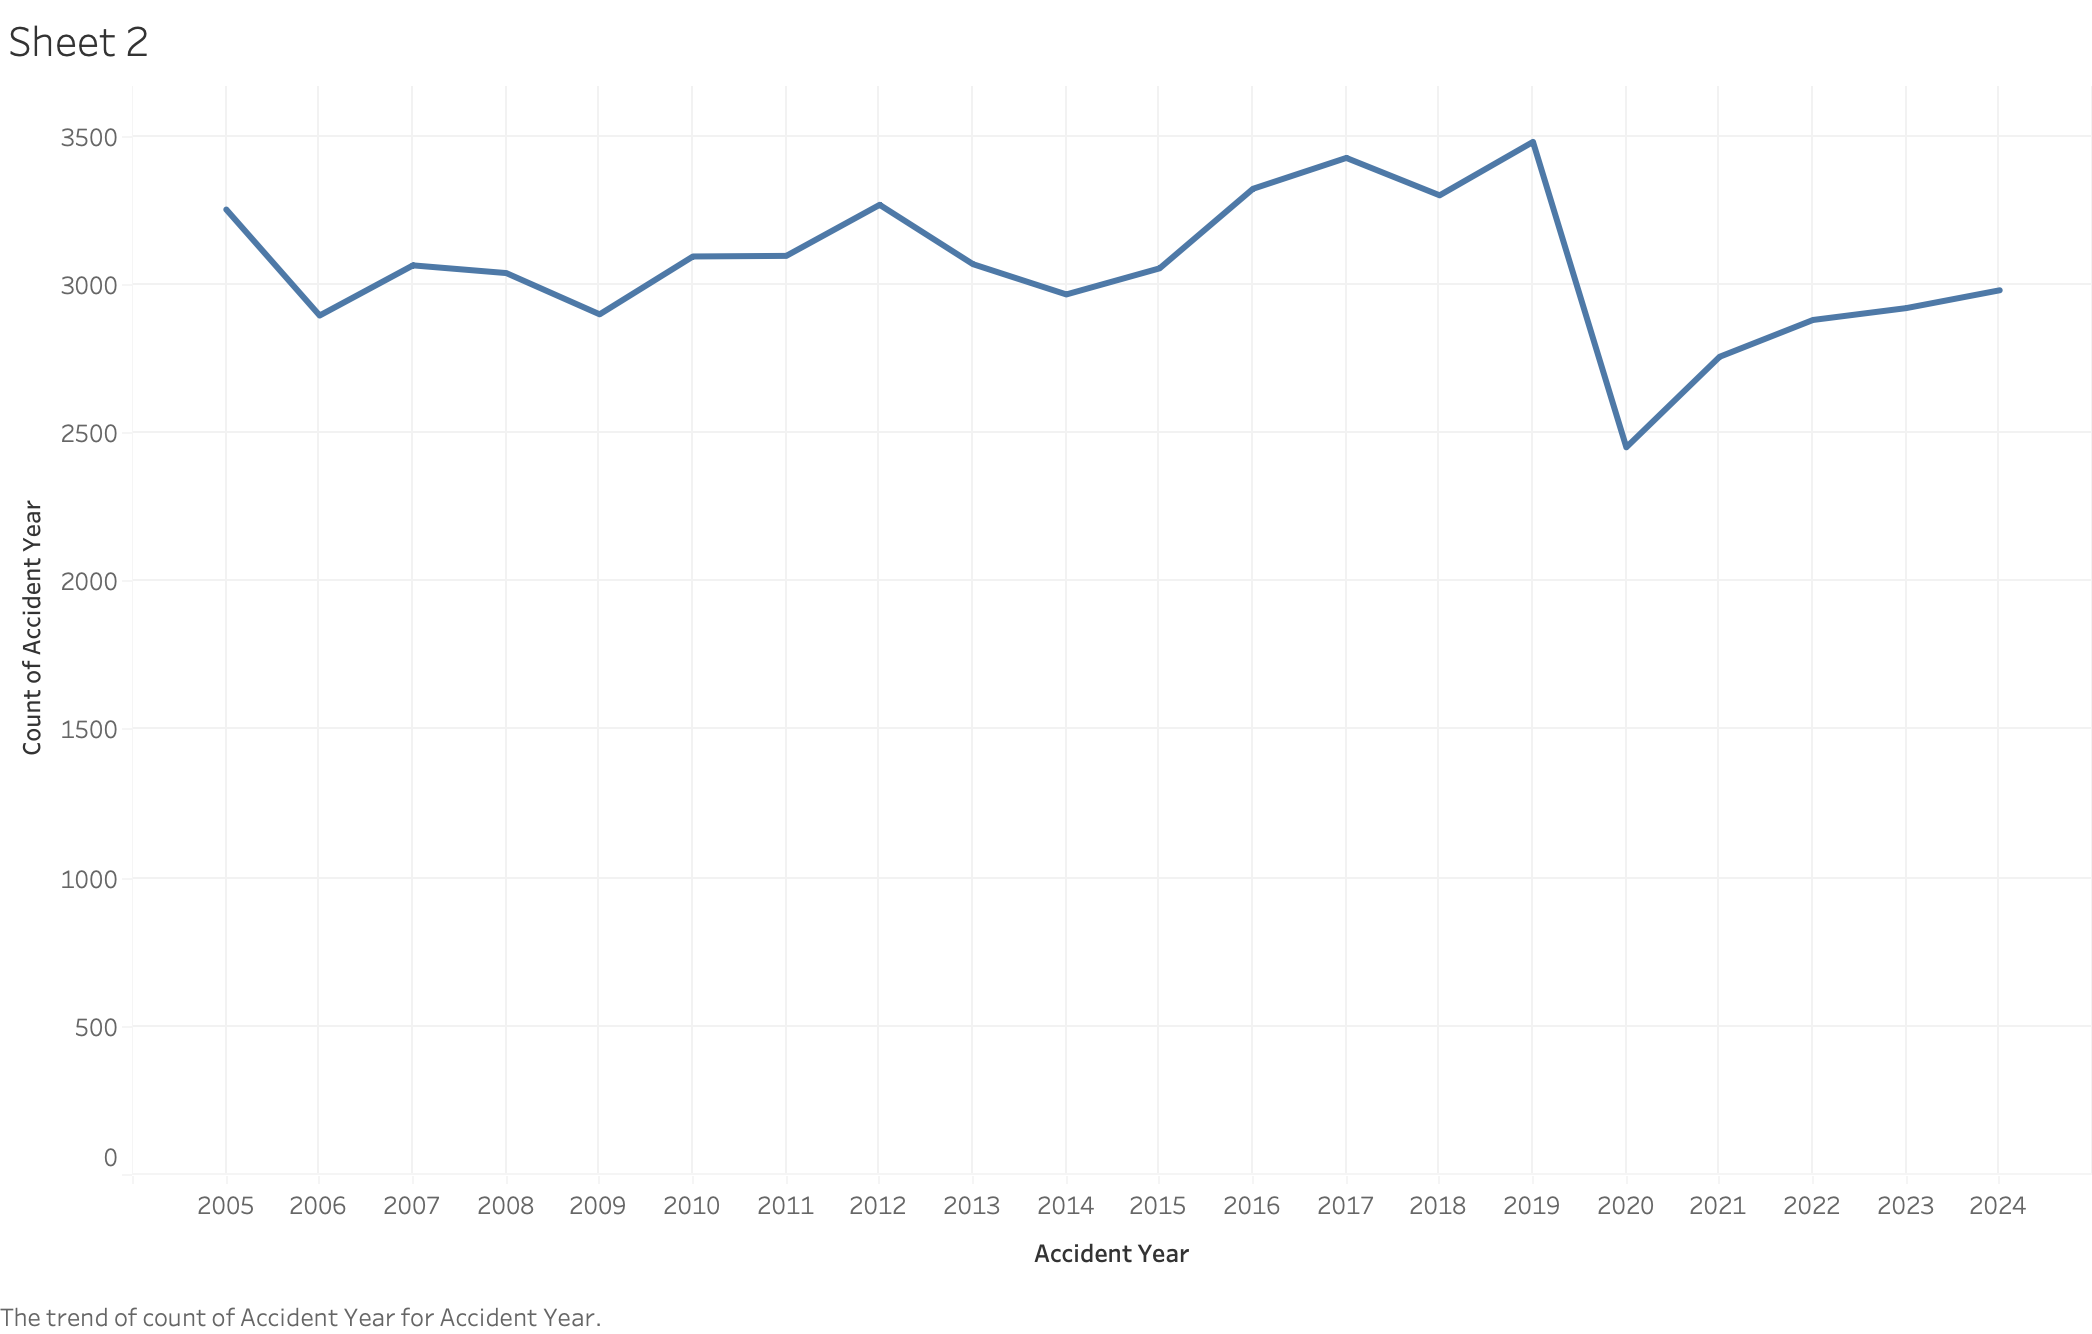 Sheet 2
3500
3000
2500
2000
1500
1000
500
0
Count of Accident Year
2005 2006 2007 2008 2009 2010 2011 2012 2013 2014 2015 2016 2017 2018 2019 2020 2021 2022 2023 2024
Accident Year
The trend of count of Accident Year for Accident Year.